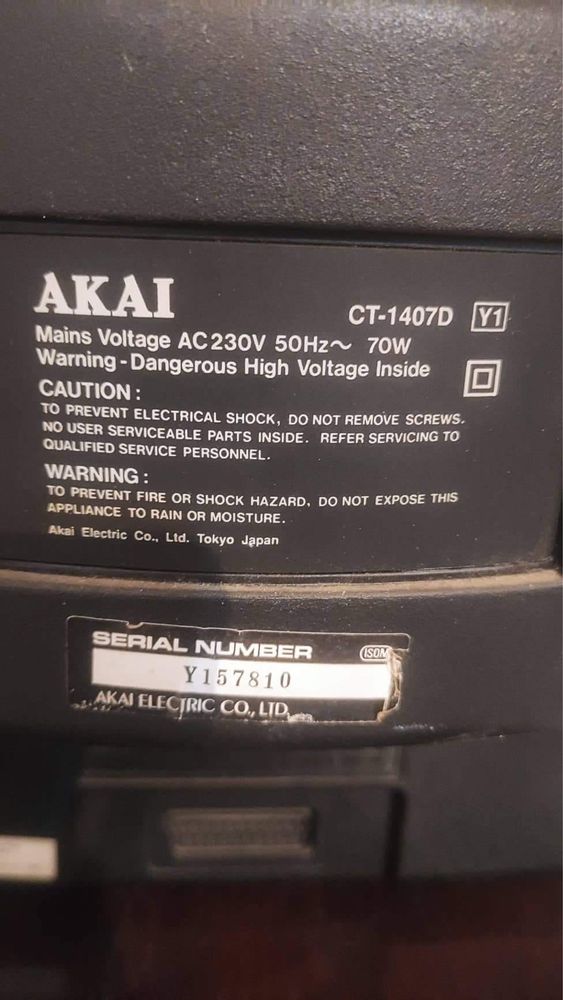 AKAI
CT-1407D Y1
Mains Voltage AC230V 50Hz～ 70W
Warning-Dangerous High Voltage Inside
CAUTION :
TO PREVENT ELECTRICAL SHOCK, DO NOT REMOVE SCREWS.
NO USER SERVICEABLE PARTS INSIDE. REFER SERVICING TO
QUALIFIED SERVICE PERSONNEL.
WARNING :
TO PREVENT FIRE OR SHOCK HAZARD, DO NOT EXPOSE THIS
APPLIANCE TO RAIN OR MOISTURE.
Akai Electric Co., Ltd. Tokyo Japan
SERIAL NUMBER
ISOM
Y157810
AKAI ELECTRIC CO., LTD.